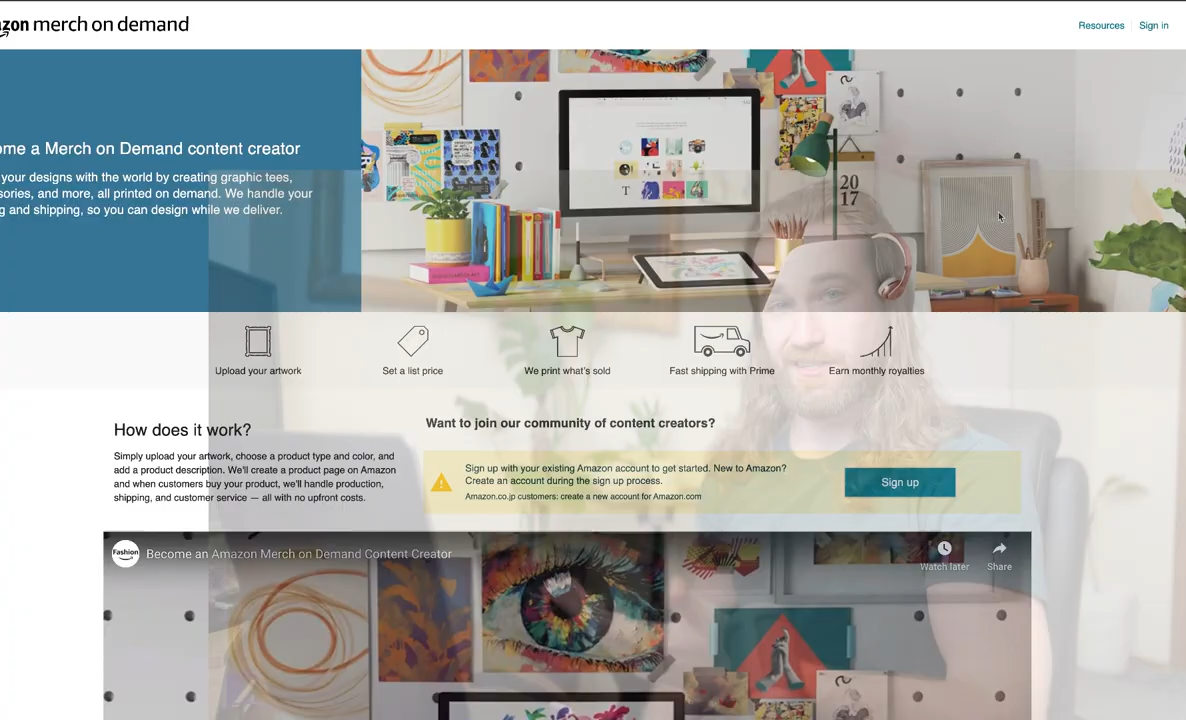 zon merch on demand
Resources
Sign in
ome a Merch on Demand content creator
your designs with the world by creating graphic tees,
sories, and more, all printed on demand. We handle your
g and shipping, so you can design while we deliver.
T
20
17
Upload your artwork
Set a list price
We print what's sold
Fast shipping with Prime
Earn monthly royalties
How does it work?
Simply upload your artwork, choose a product type and color, and
add a product description. We'll create a product page on Amazon
and when customers buy your product, we'll handle production,
shipping, and customer service — all with no upfront costs.
Want to join our community of content creators?
Sign up with your existing Amazon account to get started. New to Amazon?
Create an account during the sign up process.
Amazon.co.jp customers: create a new account for Amazon.com
Sign up
Fashion
Become an Amazon Merch on Demand Content Creator
Watch later
Share